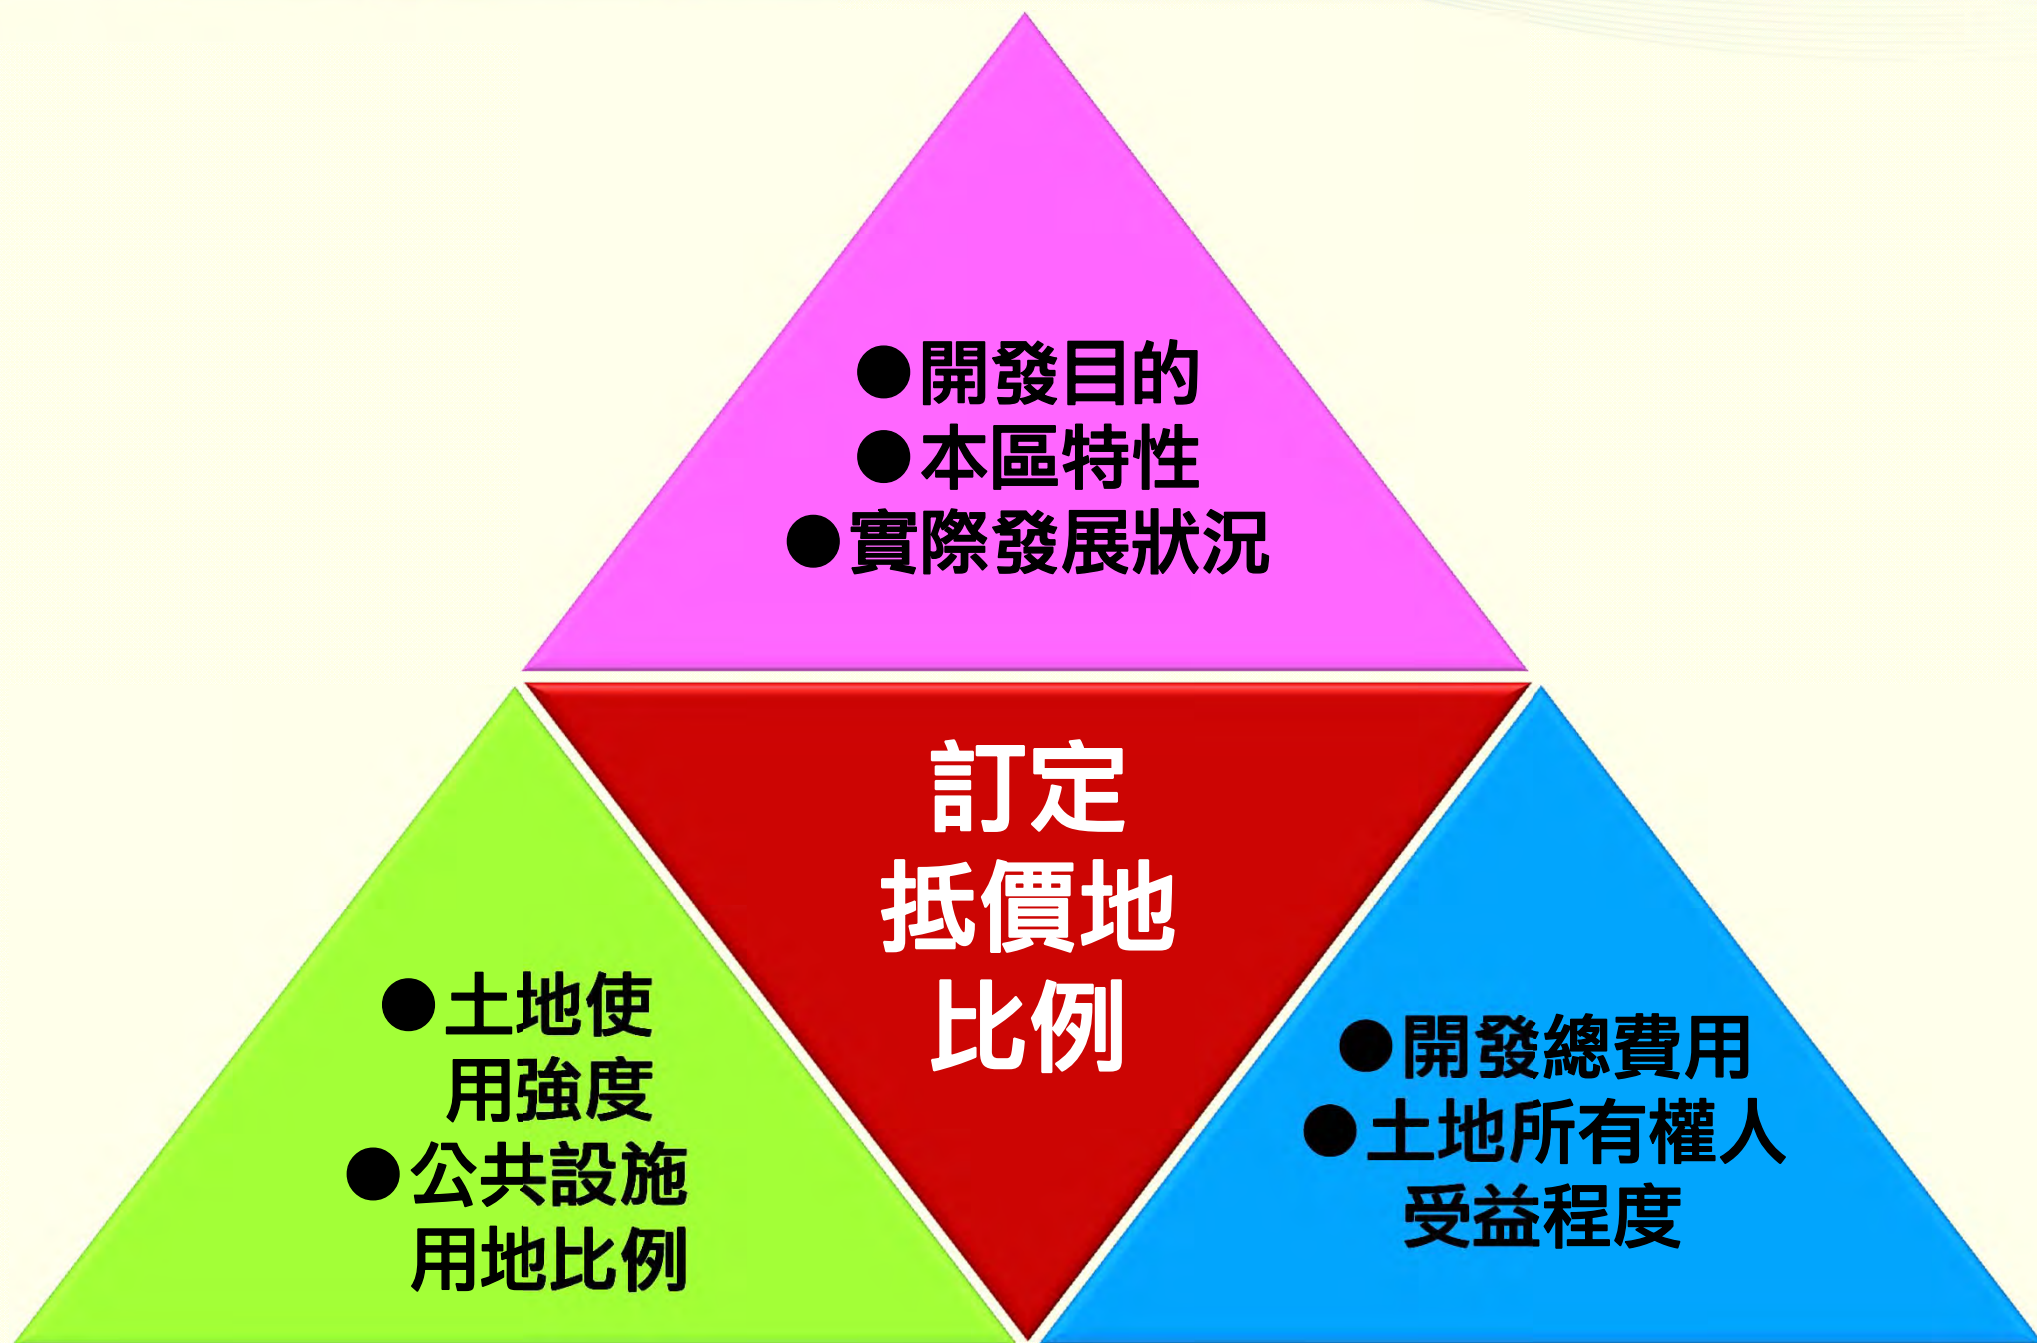 ●開發目的
●本區特性
●實際發展狀況
訂定
抵價地
比例
●土地使
用強度
●公共設施
用地比例
●開發總費用
●土地所有權人
受益程度